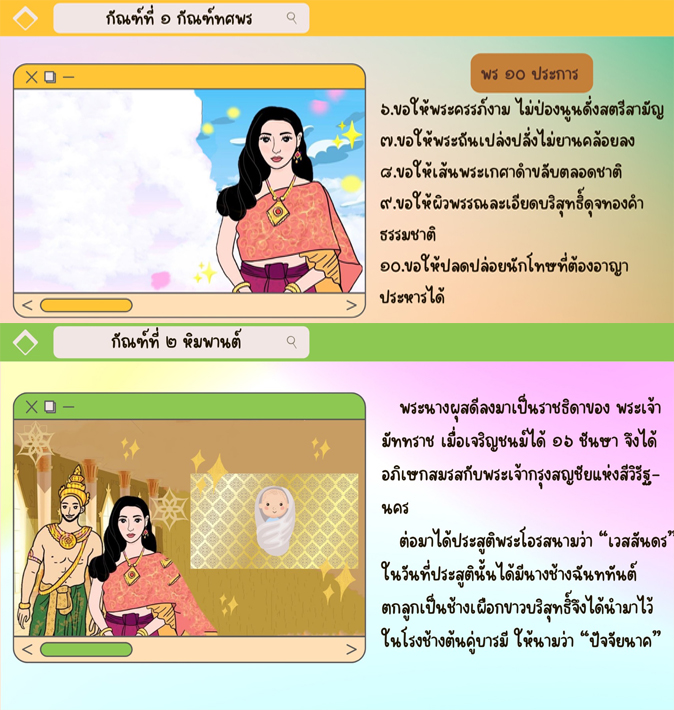 กัณฑ์ที่ ๑ กัณฑ์ทศพร
พร ๑๐ ประการ
๖.ขอให้พระครรภ์งาม ไม่ป่องนูนดั่งสตรีสามัญ
๗.ขอให้พระถันเปล่งปลั่งไม่ยานคล้อยลง
๘.ขอให้เส้นพระเกศาดำขลับตลอดชาติ
๙.ขอให้ผิวพรรณละเอียดบริสุทธิ์ดุจทองคำ
ธรรมชาติ
๑๐.ขอให้ปลดปล่อยนักโทษที่ต้องอาญา
ประหารได้
กัณฑ์ที่ ๒ หิมพานต์
พระนางผุสดีลงมาเป็นราชธิดาของ พระเจ้า
มัททราช เมื่อเจริญชนม์ได้ ๑๖ ชันษา จึงได้
อภิเษกสมรสกับพระเจ้ากรุงสญชัยแห่งสีวิรัฐ-
นคร
ต่อมาได้ประสูติพระโอรสนามว่า “เวสสันดร”
ในวันที่ประสูตินั้นได้มีนางช้างฉันททันต์
ตกลูกเป็นช้างเผือกขาวบริสุทธิ์จึงได้นำมาไว้
ในโรงช้างต้นคู่บารมี ให้นามว่า “ปัจจัยนาค”